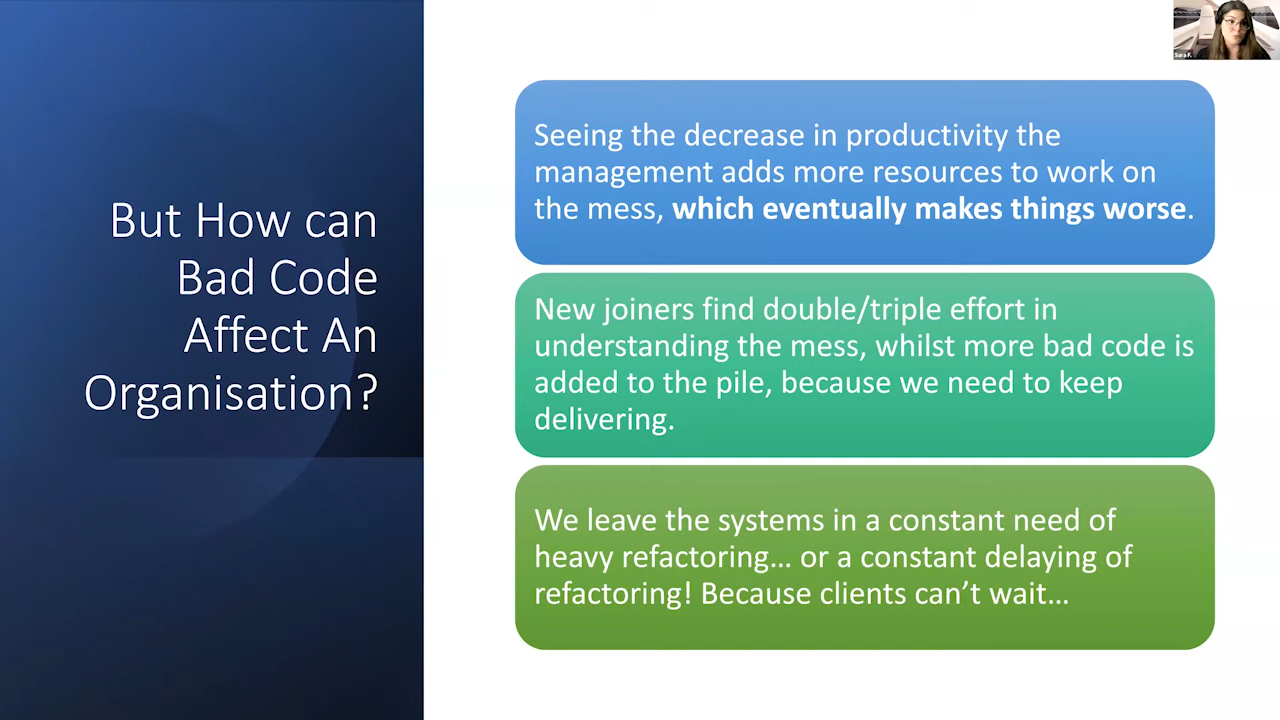 But How can
Bad Code
Affect An
Organisation?
Seeing the decrease in productivity the
management adds more resources to work on
the mess, which eventually makes things worse.
New joiners find double/triple effort in
understanding the mess, whilst more bad code is
added to the pile, because we need to keep
delivering.
We leave the systems in a constant need of
heavy refactoring… or a constant delaying of
refactoring! Because clients can’t wait…
Sara F.